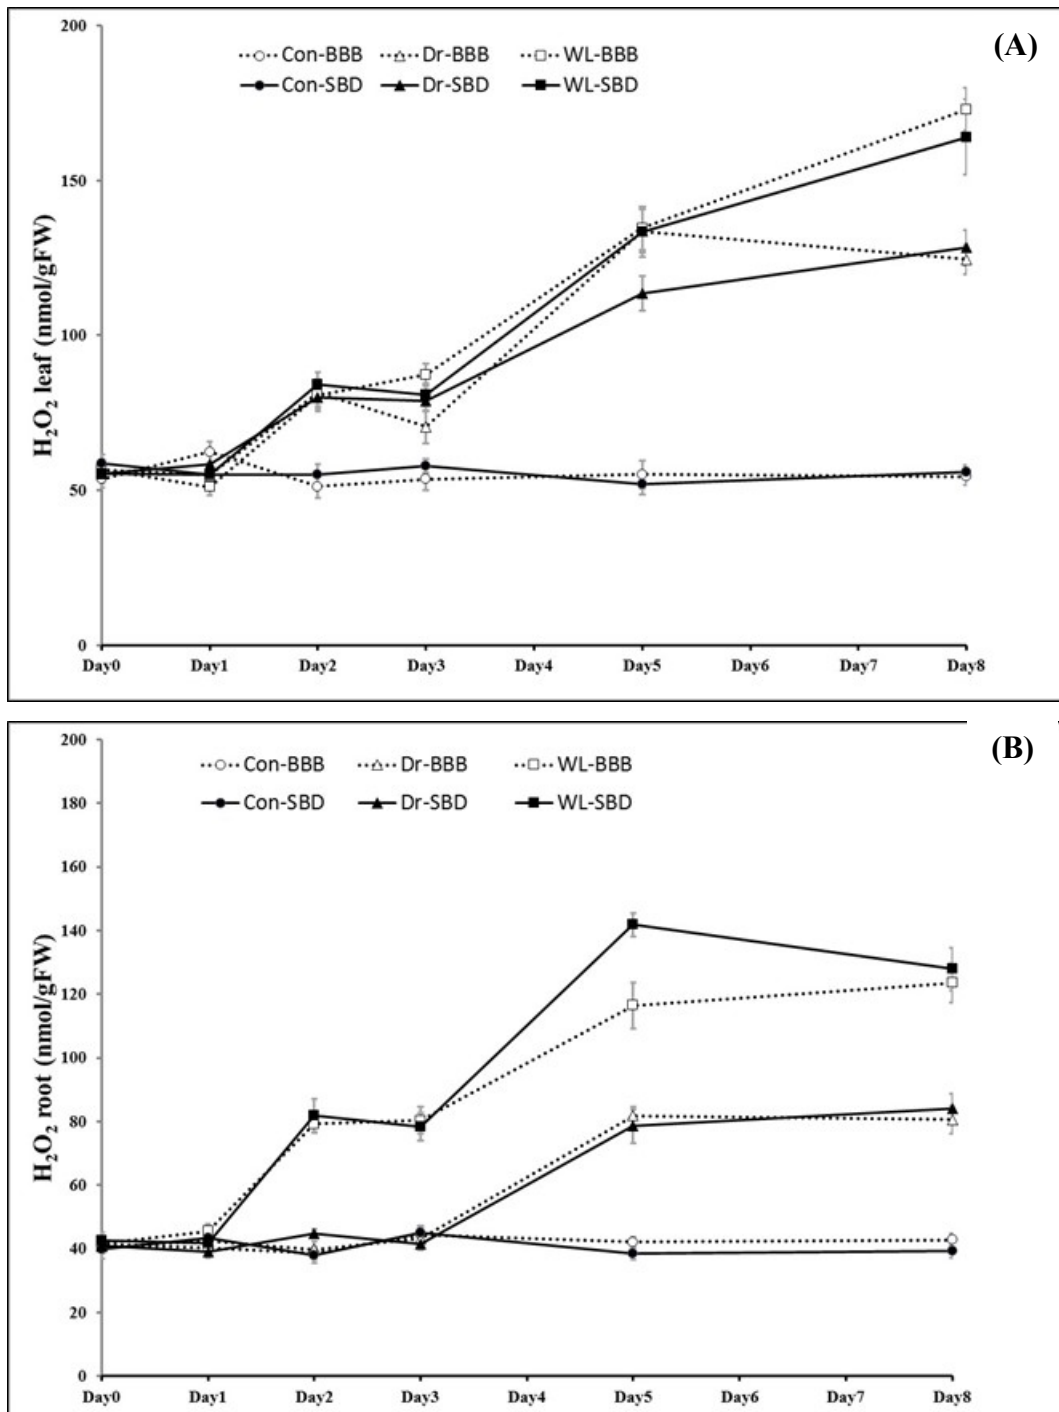 (A)
Con-BBB Dr-BBB WL-BBB
Con-SBD Dr-SBD WL-SBD
200
150
100
50
0
H₂O₂ leaf (nmol/gFW)
Day0 Day1 Day2 Day3 Day4 Day5 Day6 Day7 Day8
(B)
Con-BBB Dr-BBB WL-BBB
Con-SBD Dr-SBD WL-SBD
200
180
160
140
120
100
80
60
40
20
0
H₂O₂ root (nmol/gFW)
Day0 Day1 Day2 Day3 Day4 Day5 Day6 Day7 Day8